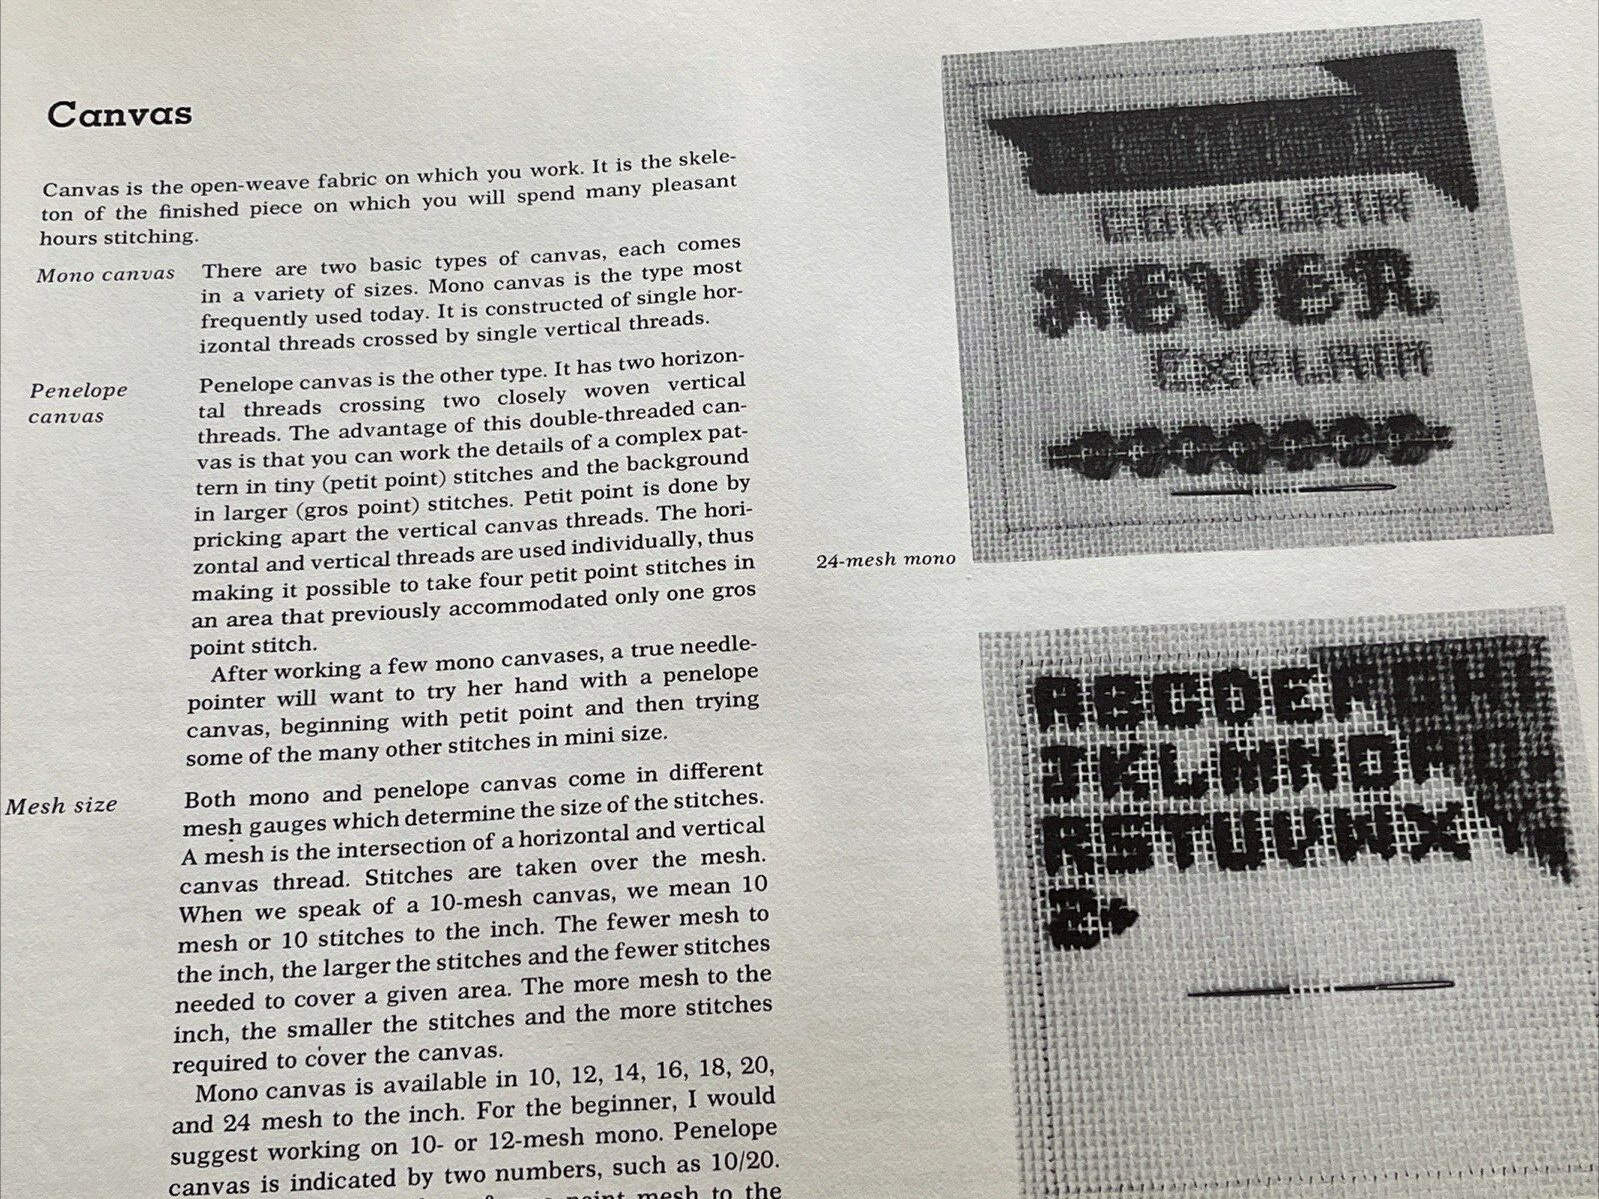 Canvas
Canvas is the open-weave fabric on which you work. It is the skele-
ton of the finished piece on which you will spend many pleasant
hours stitching.
Mono canvas
There are two basic types of canvas, each comes
in a variety of sizes. Mono canvas is the type most
frequently used today. It is constructed of single hor-
izontal threads crossed by single vertical threads.
Penelope
canvas
Penelope canvas is the other type. It has two horizon-
tal threads crossing two closely woven vertical
threads. The advantage of this double-threaded can-
vas is that you can work the details of a complex pat-
tern in tiny (petit point) stitches and the background
in larger (gros point) stitches. Petit point is done by
pricking apart the vertical canvas threads. The hori-
zontal and vertical threads are used individually, thus
making it possible to take four petit point stitches in
an area that previously accommodated only one gros
point stitch.
After working a few mono canvases, a true needle-
pointer will want to try her hand with a penelope
canvas, beginning with petit point and then trying
some of the many other stitches in mini size.
Mesh size
Both mono and penelope canvas come in different
mesh gauges which determine the size of the stitches.
A mesh is the intersection of a horizontal and vertical
canvas thread. Stitches are taken over the mesh.
When we speak of a 10-mesh canvas, we mean 10
mesh or 10 stitches to the inch. The fewer mesh to
the inch, the larger the stitches and the fewer stitches
needed to cover a given area. The more mesh to the
inch, the smaller the stitches and the more stitches
required to cover the canvas.
Mono canvas is available in 10, 12, 14, 16, 18, 20,
and 24 mesh to the inch. For the beginner, I would
suggest working on 10- or 12-mesh mono. Penelope
canvas is indicated by two numbers, such as 10/20.
point mesh to the
COMPLAIN
NEVER
EXPLAIN
24-mesh mono
ABCDEFGHI
JKLMNOPQ
RSTUVWXY
Z